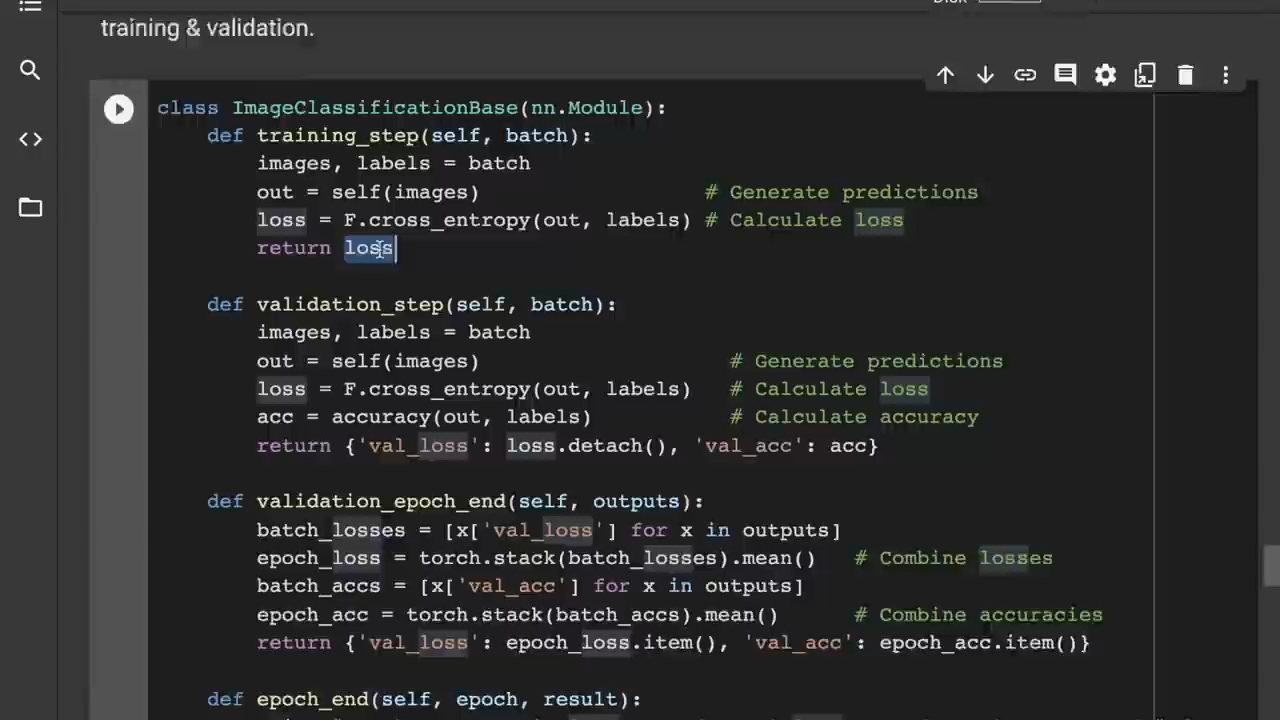 Disk
training & validation.
class ImageClassificationBase(nn.Module):
    def training_step(self, batch):
        images, labels = batch
        out = self(images)                  # Generate predictions
        loss = F.cross_entropy(out, labels) # Calculate loss
        return loss
    def validation_step(self, batch):
        images, labels = batch
        out = self(images)                    # Generate predictions
        loss = F.cross_entropy(out, labels)   # Calculate loss
        acc = accuracy(out, labels)           # Calculate accuracy
        return {'val_loss': loss.detach(), 'val_acc': acc}
    def validation_epoch_end(self, outputs):
        batch_losses = [x['val_loss'] for x in outputs]
        epoch_loss = torch.stack(batch_losses).mean()   # Combine losses
        batch_accs = [x['val_acc'] for x in outputs]
        epoch_acc = torch.stack(batch_accs).mean()      # Combine accuracies
        return {'val_loss': epoch_loss.item(), 'val_acc': epoch_acc.item()}
    def epoch_end(self, epoch, result):